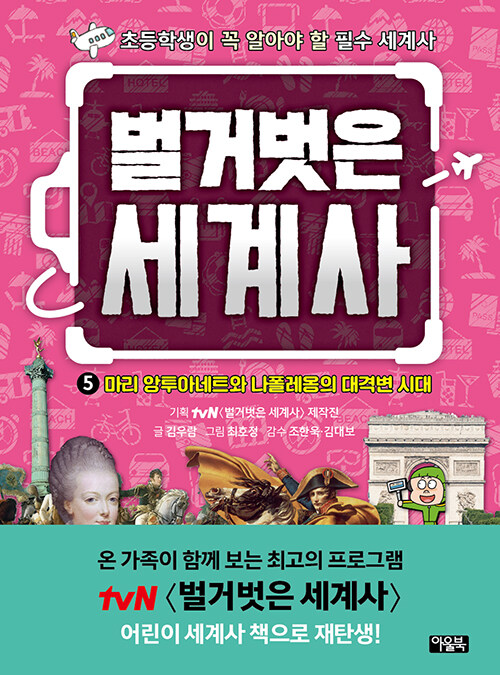 초등학생이 꼭 알아야 할 필수 세계사
벌거벗은
세계사
5 마리 앙투아네트와 나폴레옹의 대격변 시대
기획 tvN〈벌거벗은 세계사〉 제작진
글 김우람 그림 최호정 감수 조한욱·김대보
온 가족이 함께 보는 최고의 프로그램
tvN 〈벌거벗은 세계사〉
어린이 세계사 책으로 재탄생!
아울북